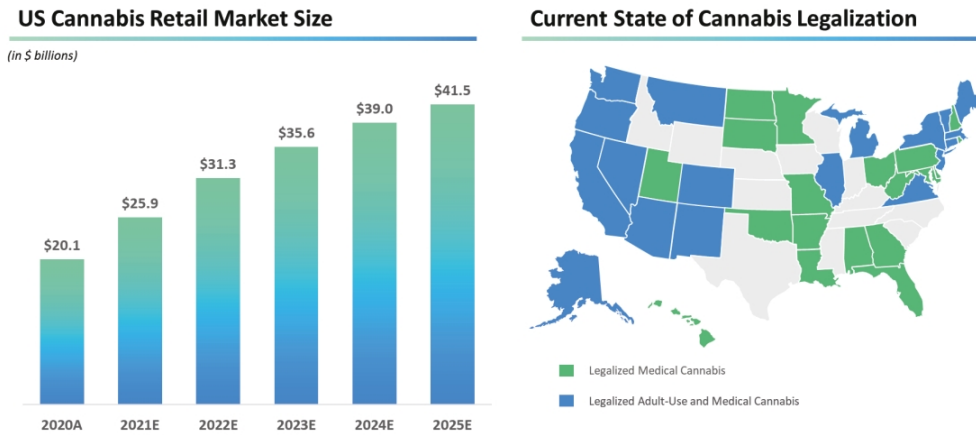 US Cannabis Retail Market Size
(in $ billions)
$20.1
$25.9
$31.3
$35.6
$39.0
$41.5
2020A
2021E
2022E
2023E
2024E
2025E
Current State of Cannabis Legalization
Legalized Medical Cannabis
Legalized Adult-Use and Medical Cannabis